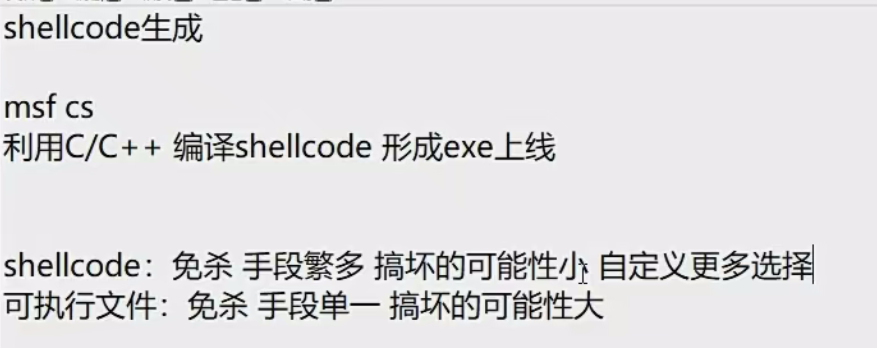 shellcode生成
msf cs
利用C/C++ 编译shellcode 形成exe上线
shellcode：免杀 手段繁多 搞坏的可能性小 自定义更多选择
可执行文件：免杀 手段单一 搞坏的可能性大